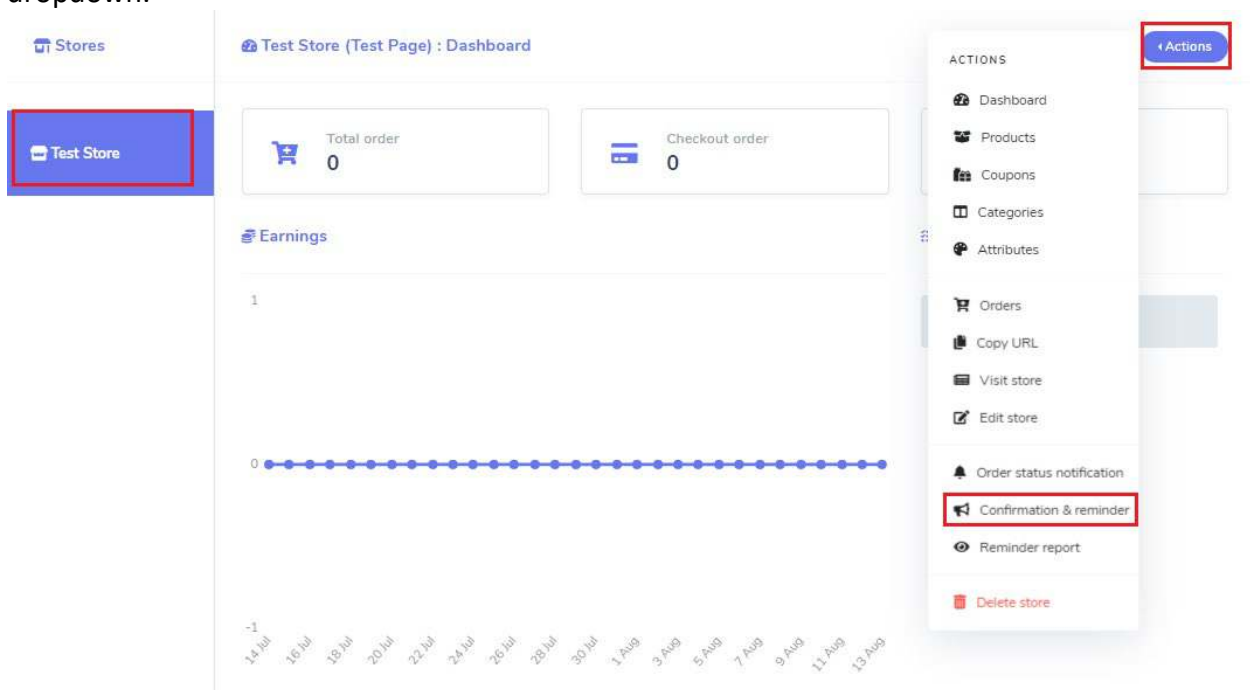 dropdown.
Stores
Test Store (Test Page) : Dashboard
Actions
Test Store
Total order
0
Checkout order
0
Earnings
1
0
-1
14 Jul
16 Jul
18 Jul
20 Jul
22 Jul
24 Jul
26 Jul
28 Jul
30 Jul
1 Aug
3 Aug
5 Aug
7 Aug
9 Aug
11 Aug
13 Aug
ACTIONS
Dashboard
Products
Coupons
Categories
Attributes
Orders
Copy URL
Visit store
Edit store
Order status notification
Confirmation & reminder
Reminder report
Delete store